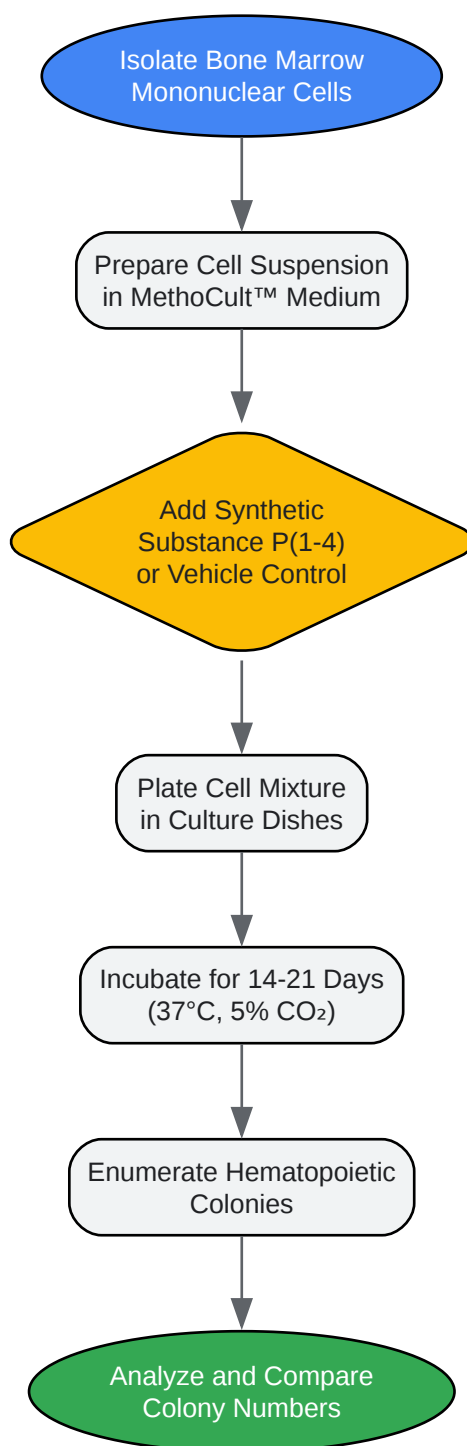 Isolate Bone Marrow
Mononuclear Cells
Prepare Cell Suspension
in MethoCult™ Medium
Add Synthetic
Substance P(1-4)
or Vehicle Control
Plate Cell Mixture
in Culture Dishes
Incubate for 14-21 Days
(37°C, 5% CO₂)
Enumerate Hematopoietic
Colonies
Analyze and Compare
Colony Numbers